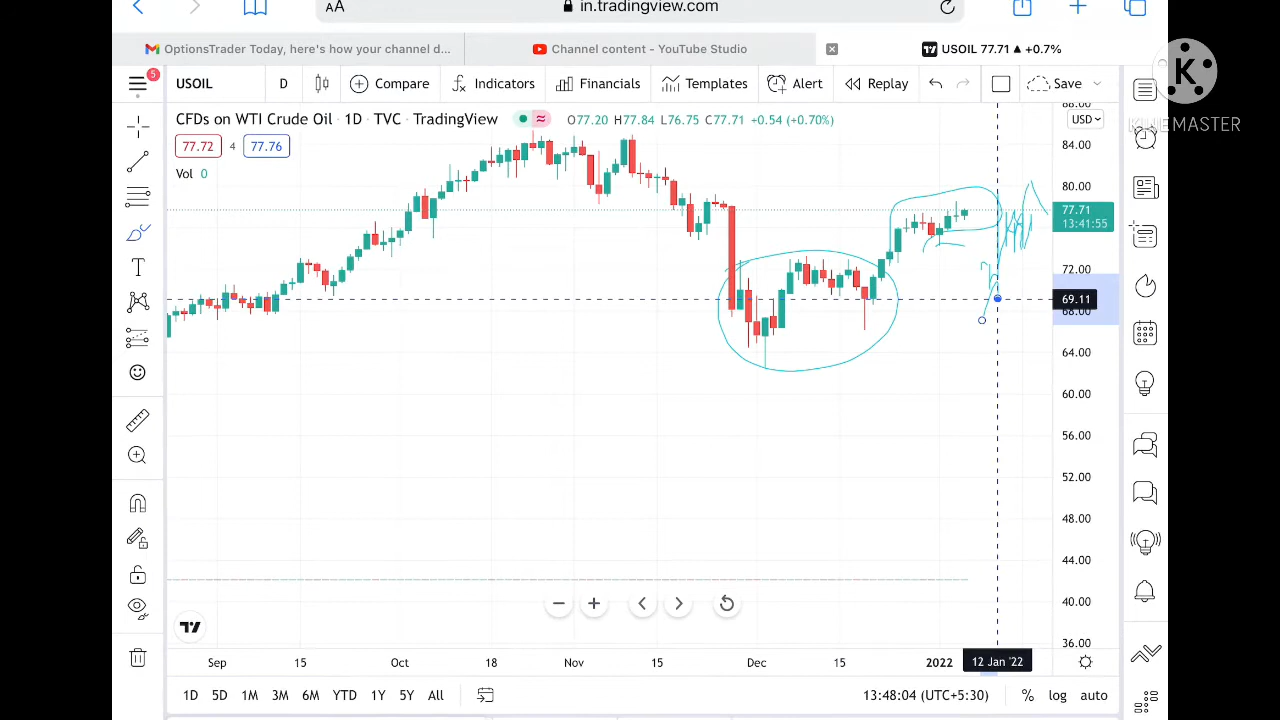 AA
in.tradingview.com
OptionsTrader Today, here's how your channel d...
Channel content - YouTube Studio
USOIL 77.71 ▲ +0.7%
5
USOIL
D
Compare
Indicators
Financials
Templates
Alert
Replay
Save
K
KINEMASTER
CFDs on WTI Crude Oil · 1D · TVC · TradingView
O77.20 H77.84 L76.75 C77.71 +0.54 (+0.70%)
USD
77.72
4
77.76
Vol 0
88.00
84.00
80.00
77.71
13:41:55
72.00
69.11
68.00
64.00
60.00
56.00
52.00
48.00
44.00
40.00
36.00
Sep
15
Oct
18
Nov
15
Dec
15
2022
12 Jan '22
1D
5D
1M
3M
6M
YTD
1Y
5Y
All
13:48:04 (UTC+5:30)
%
log
auto